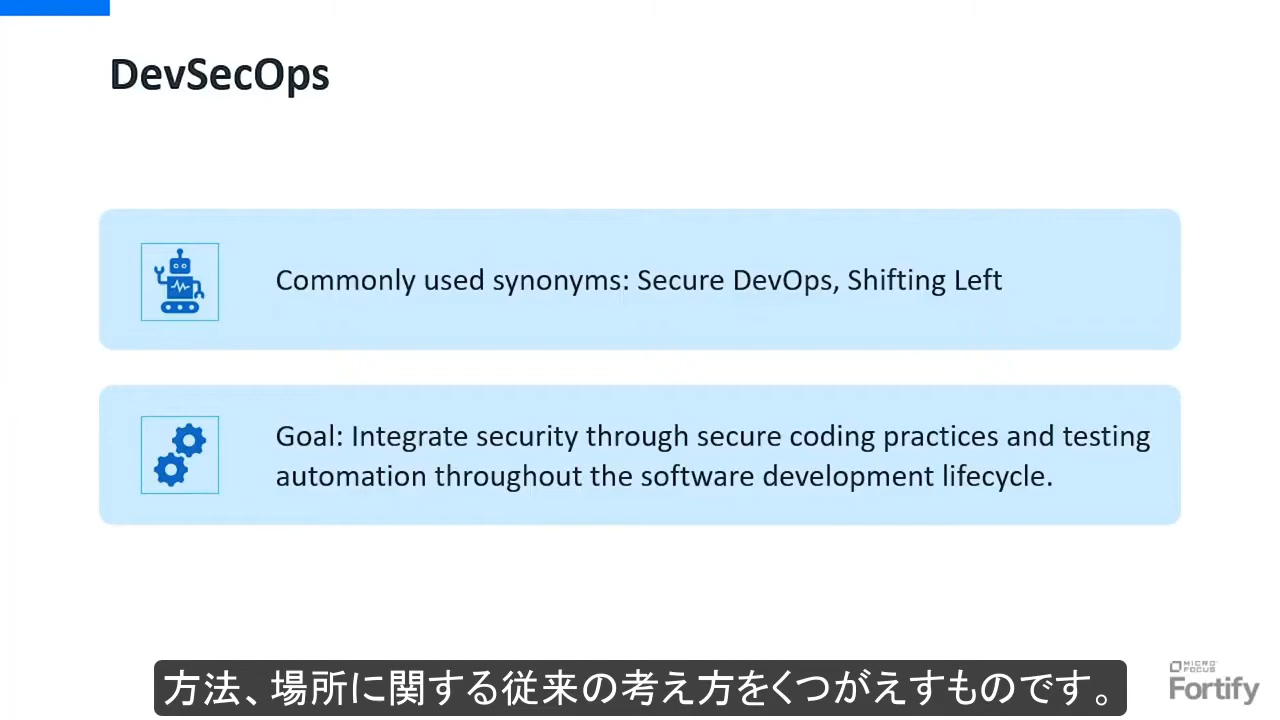 DevSecOps
Commonly used synonyms: Secure DevOps, Shifting Left
Goal: Integrate security through secure coding practices and testing
automation throughout the software development lifecycle.
方法、場所に関する従来の考え方をくつがえすものです。
MICRO
FOCUS
Fortify